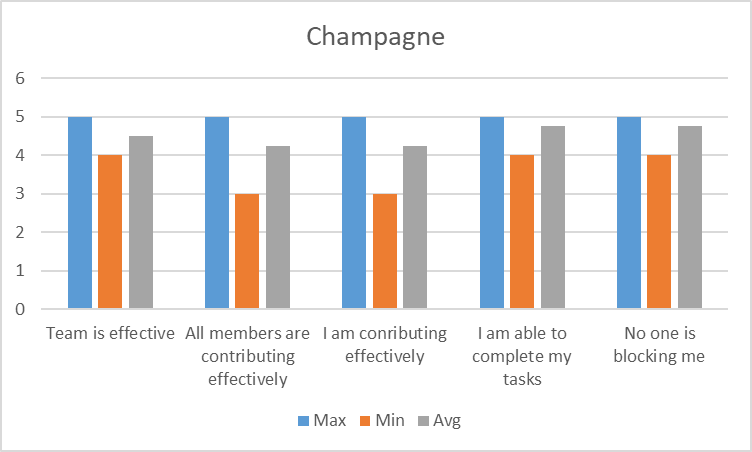 Champagne
6
5
4
3
2
1
0
Team is effective
All members are
contributing
effectively
I am conributing
effectively
I am able to
complete my
tasks
No one is
blocking me
Max
Min
Avg